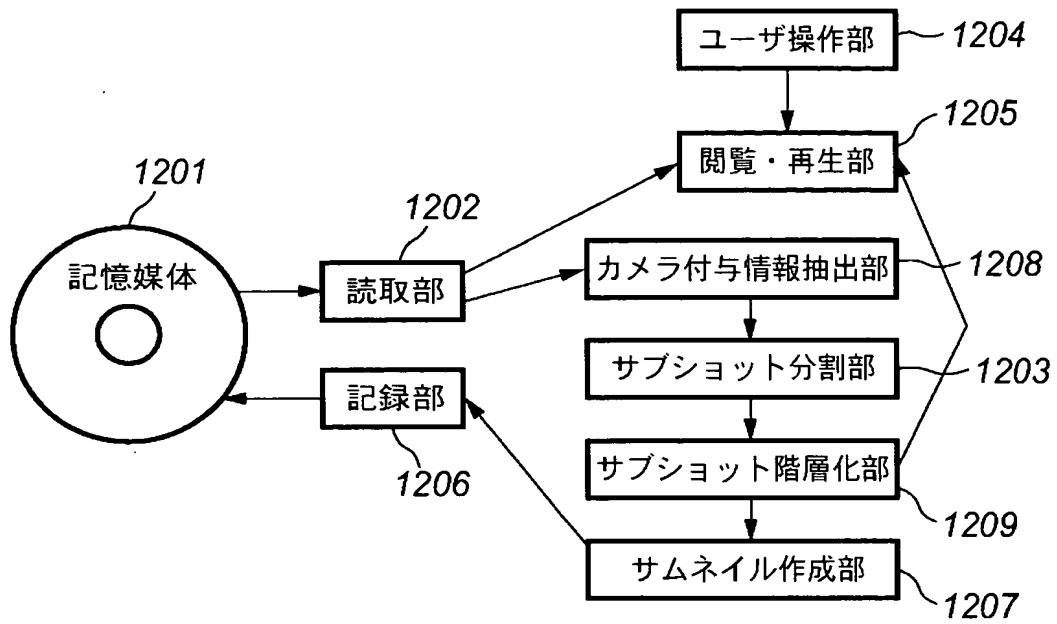 ユーザ操作部
1204
1205
閲覧・再生部
1201
1202
記憶媒体
読取部
カメラ付与情報抽出部
1208
サブショット分割部
1203
記録部
1206
サブショット階層化部
1209
サムネイル作成部
1207